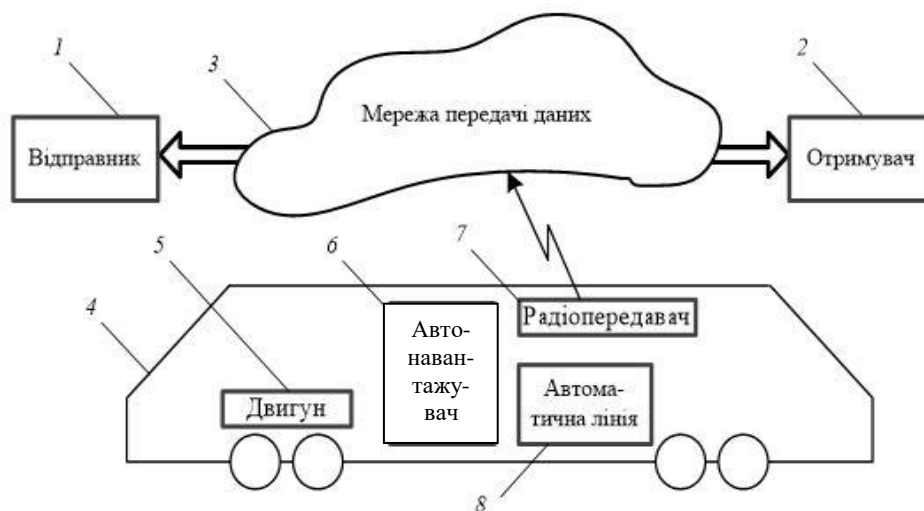 1
2
3
Мережа передачі даних
Відправник
Отримувач
5
6
7
4
Радіопередавач
Авто-
наван-
тажу-
вач
Двигун
Автома-
тична лінія
8